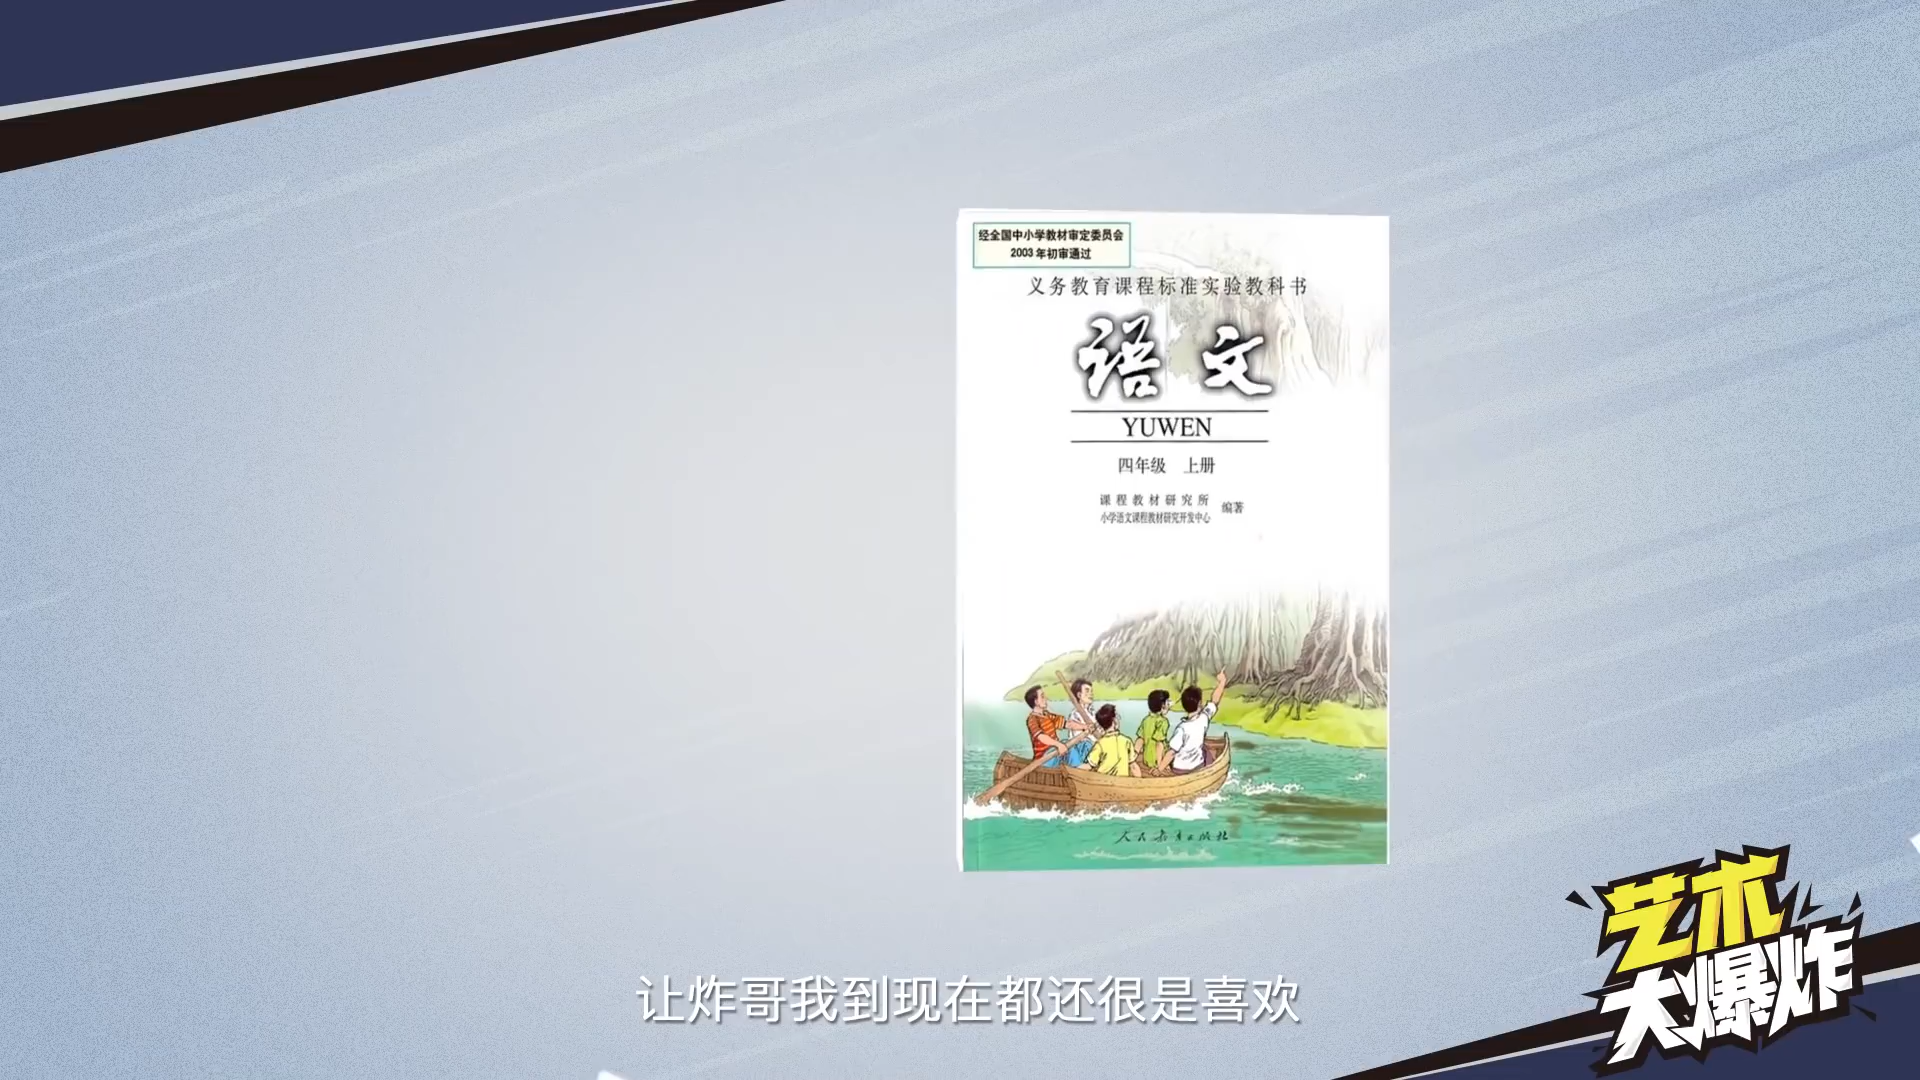 经全国中小学教材审定委员会
2003年初审通过
义务教育课程标准实验教科书
语文
YUWEN
四年级 上册
课程教材研究所
小学语文课程教材研究开发中心
编著
人民教育出版社
让炸哥我到现在都还很是喜欢
艺术
大爆炸